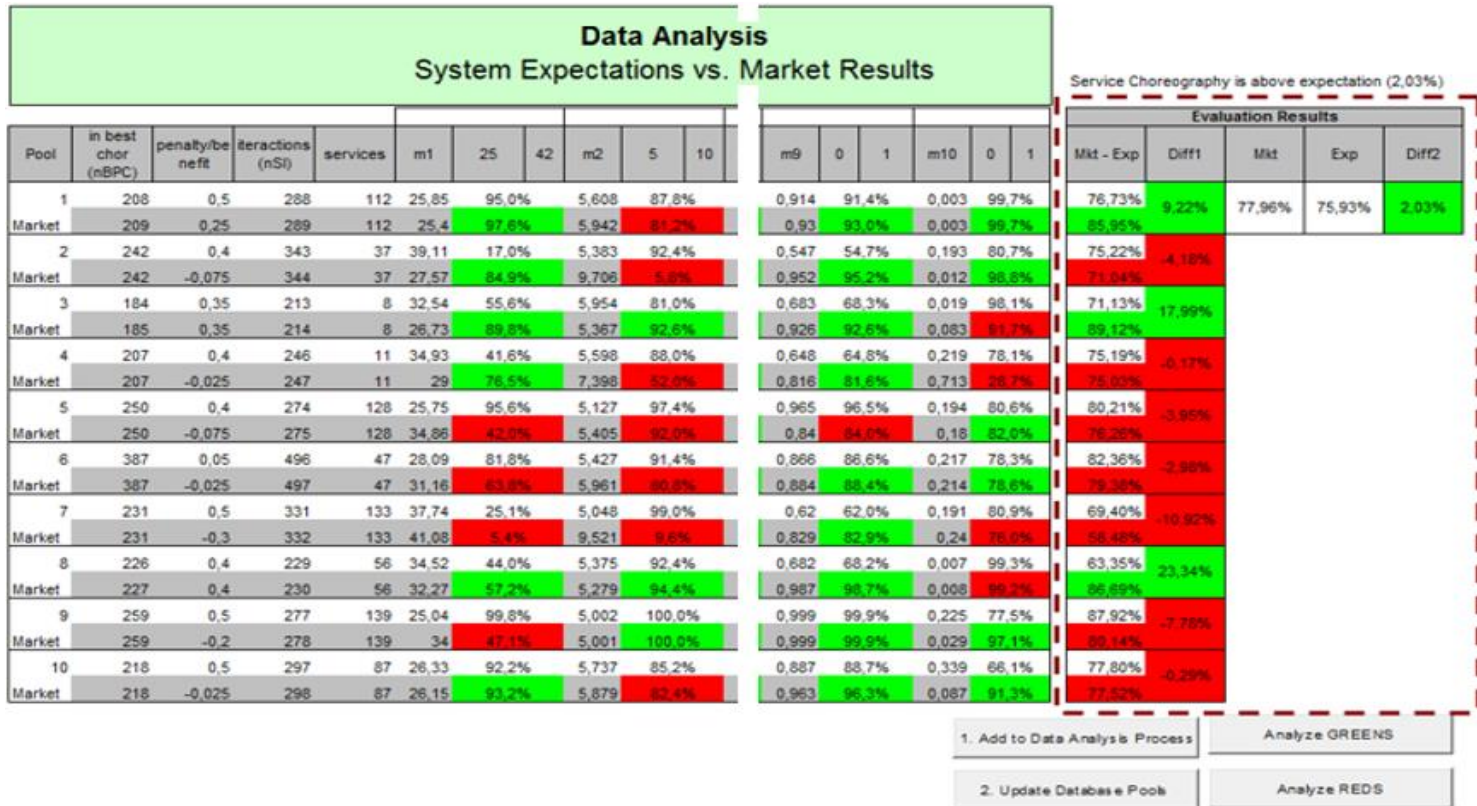 Data Analysis
System Expectations vs. Market Results
Service Choreography is above expectation (2,03%)
Evaluation Results
Pool in best chor (nBPC) penalty/be nefit iteractions (nSI) services m1 25 42 m2 5 10 m9 0 1 m10 0 1 Mkt - Exp Diff1 Mkt Exp Diff2
1 208 0,5 288 112 25,85 95,0% 5,608 87,8% 0,914 91,4% 0,003 99,7% 76,73% 9,22% 77,96% 75,93% 2,03%
Market 209 0,25 289 112 25,4 97,6% 5,942 81,2% 0,93 93,0% 0,003 99,7% 85,95%
2 242 0,4 343 37 39,11 17,0% 5,383 92,4% 0,547 54,7% 0,193 80,7% 75,22% -4,18%
Market 242 -0,075 344 37 27,57 84,9% 9,706 5,8% 0,952 95,2% 0,012 98,8% 71,04%
3 184 0,35 213 8 32,54 55,6% 5,954 81,0% 0,683 68,3% 0,019 98,1% 71,13% 17,99%
Market 185 0,35 214 8 26,73 89,8% 5,367 92,6% 0,926 92,6% 0,083 91,7% 89,12%
4 207 0,4 246 11 34,93 41,6% 5,598 88,0% 0,648 64,8% 0,219 78,1% 75,19% -0,17%
Market 207 -0,025 247 11 29 76,5% 7,398 52,0% 0,816 81,6% 0,713 28,7% 75,03%
5 250 0,4 274 128 25,75 95,6% 5,127 97,4% 0,965 96,5% 0,194 80,6% 80,21% -3,95%
Market 250 -0,075 275 128 34,86 42,0% 5,405 92,0% 0,84 84,0% 0,18 82,0% 76,26%
6 387 0,05 496 47 28,09 81,8% 5,427 91,4% 0,866 86,6% 0,217 78,3% 82,36% -2,98%
Market 387 -0,025 497 47 31,16 63,8% 5,961 80,8% 0,884 88,4% 0,214 78,6% 79,38%
7 231 0,5 331 133 37,74 25,1% 5,048 99,0% 0,62 62,0% 0,191 80,9% 69,40% -10,92%
Market 231 -0,3 332 133 41,08 5,4% 9,521 9,6% 0,829 82,9% 0,24 76,0% 58,48%
8 226 0,4 229 56 34,52 44,0% 5,375 92,4% 0,682 68,2% 0,007 99,3% 63,35% 23,34%
Market 227 0,4 230 56 32,27 57,2% 5,279 94,4% 0,987 98,7% 0,008 99,2% 86,69%
9 259 0,5 277 139 25,04 99,8% 5,002 100,0% 0,999 99,9% 0,225 77,5% 87,92% -7,78%
Market 259 -0,2 278 139 34 47,1% 5,001 100,0% 0,999 99,9% 0,029 97,1% 80,14%
10 218 0,5 297 87 26,33 92,2% 5,737 85,2% 0,887 88,7% 0,339 66,1% 77,80% -0,29%
Market 218 -0,025 298 87 26,15 93,2% 5,879 82,4% 0,963 96,3% 0,087 91,3% 77,52%
1. Add to Data Analysis Process Analyze GREENS
2. Update Database Pools Analyze REDS